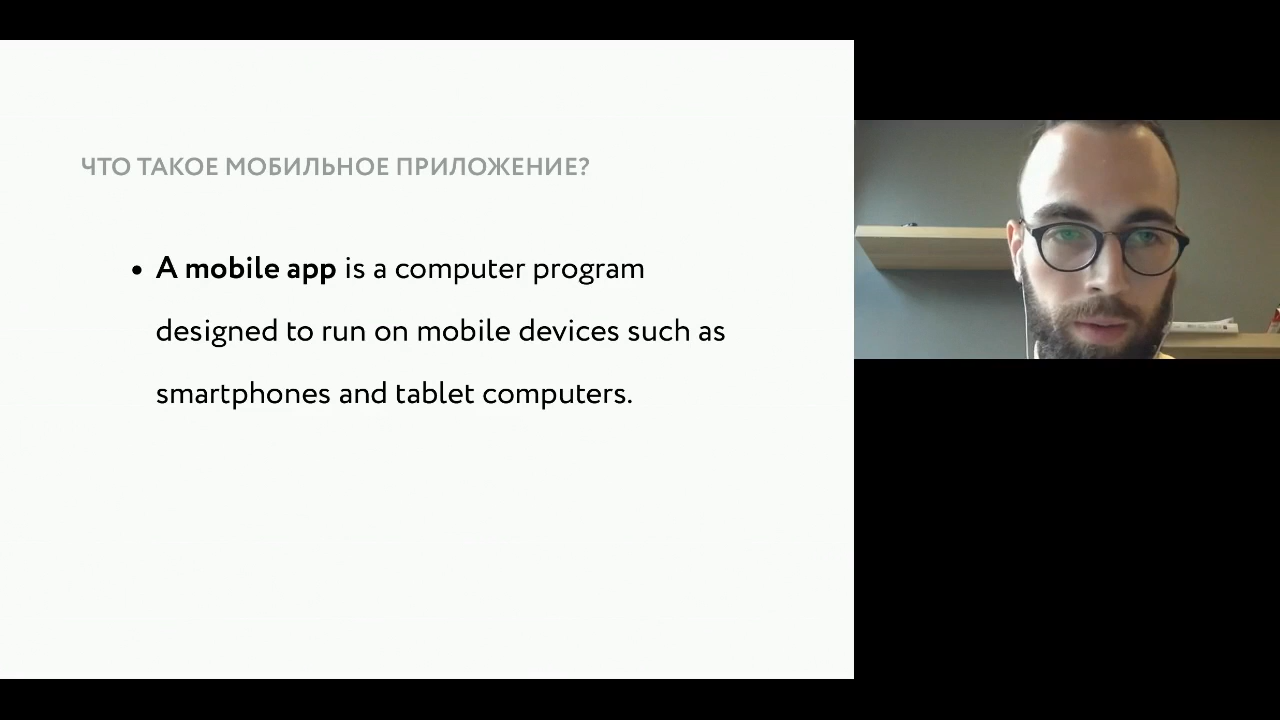 ЧТО ТАКОЕ МОБИЛЬНОЕ ПРИЛОЖЕНИЕ?
• A mobile app is a computer program
designed to run on mobile devices such as
smartphones and tablet computers.